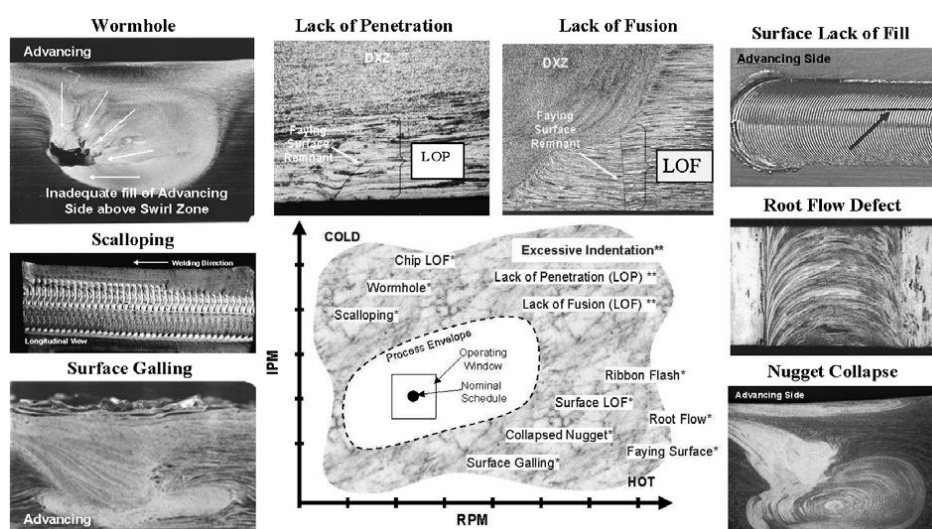 Wormhole
Advancing
Inadequate fill of Advancing
Side above Swirl Zone
Lack of Penetration
DXZ
Faying
Surface
Remnant
LOP
Lack of Fusion
DXZ
Faying
Surface
Remnant
LOF
Surface Lack of Fill
Advancing Side
Scalloping
Welding Direction
Longitudinal View
Surface Galling
Advancing
COLD
Chip LOF*
Wormhole*
Scalloping*
Excessive Indentation**
Lack of Penetration (LOP) **
Lack of Fusion (LOF) **
Process Envelope
Operating
Window
Nominal
Schedule
Ribbon Flash*
Surface LOF*
Root Flow*
Collapsed Nugget*
Faying Surface*
Surface Galling*
HOT
IPM
RPM
Root Flow Defect
Nugget Collapse
Advancing Side